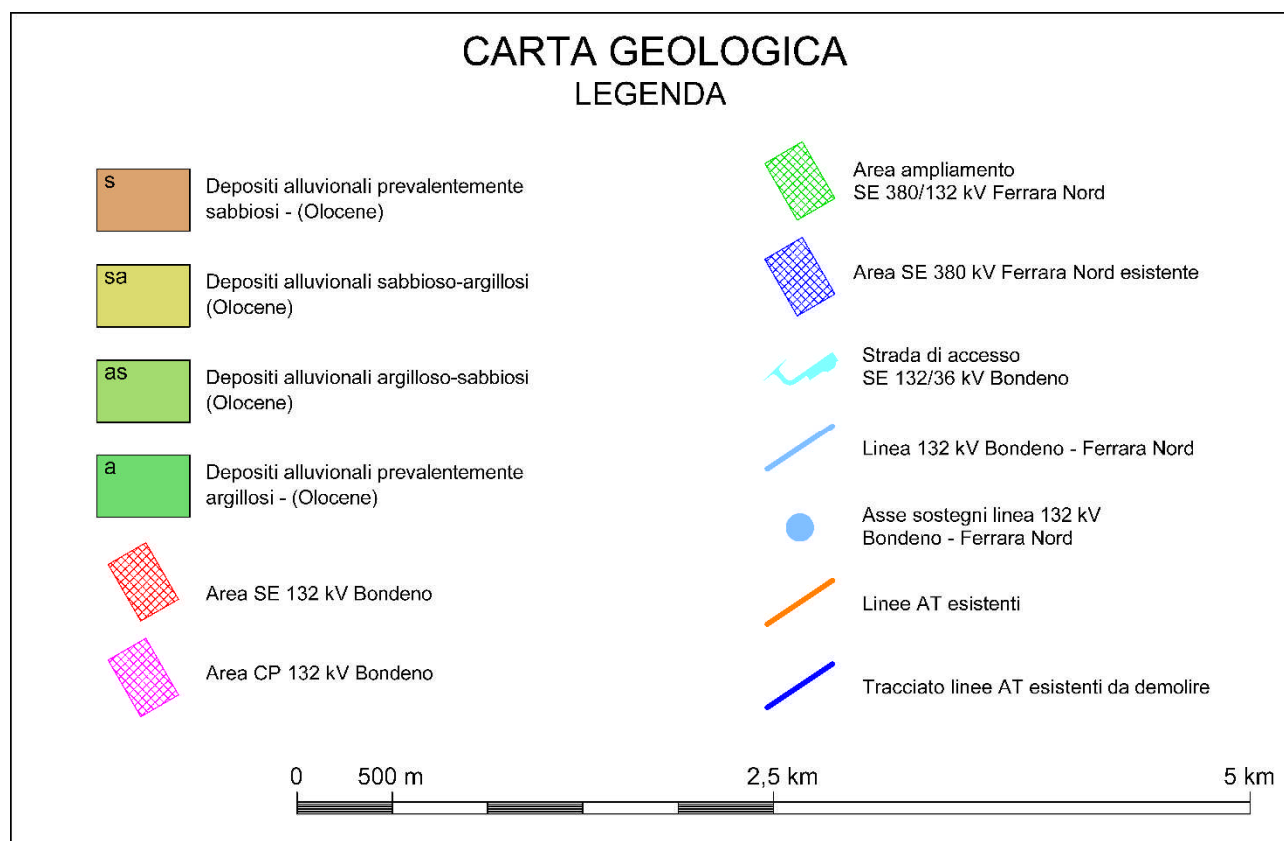 CARTA GEOLOGICA
LEGENDA
s
Depositi alluvionali prevalentemente
sabbiosi - (Olocene)
sa
Depositi alluvionali sabbioso-argillosi
(Olocene)
as
Depositi alluvionali argilloso-sabbiosi
(Olocene)
a
Depositi alluvionali prevalentemente
argillosi - (Olocene)
Area SE 132 kV Bondeno
Area CP 132 kV Bondeno
Area ampliamento
SE 380/132 kV Ferrara Nord
Area SE 380 kV Ferrara Nord esistente
Strada di accesso
SE 132/36 kV Bondeno
Linea 132 kV Bondeno - Ferrara Nord
Asse sostegni linea 132 kV
Bondeno - Ferrara Nord
Linee AT esistenti
Tracciato linee AT esistenti da demolire
0 500 m 2,5 km 5 km